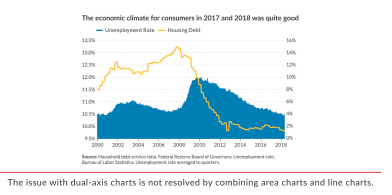 The economic climate for consumers in 2017 and 2018 was quite good
Unemployment Rate Housing Debt
13.5% 16%
13.0% 14%
12.5% 12%
12.0% 10%
11.5% 8%
11.0% 6%
10.5% 4%
10.0% 2%
9.5% 0%
2000 2002 2004 2006 2008 2010 2012 2014 2016 2018
Source: Household debt service ratio, Federal Reserve Board of Governors; Unemployment rate,
Bureau of Labor Statistics. Unemployment rate averaged to quarters.
The issue with dual-axis charts is not resolved by combining area charts and line charts.